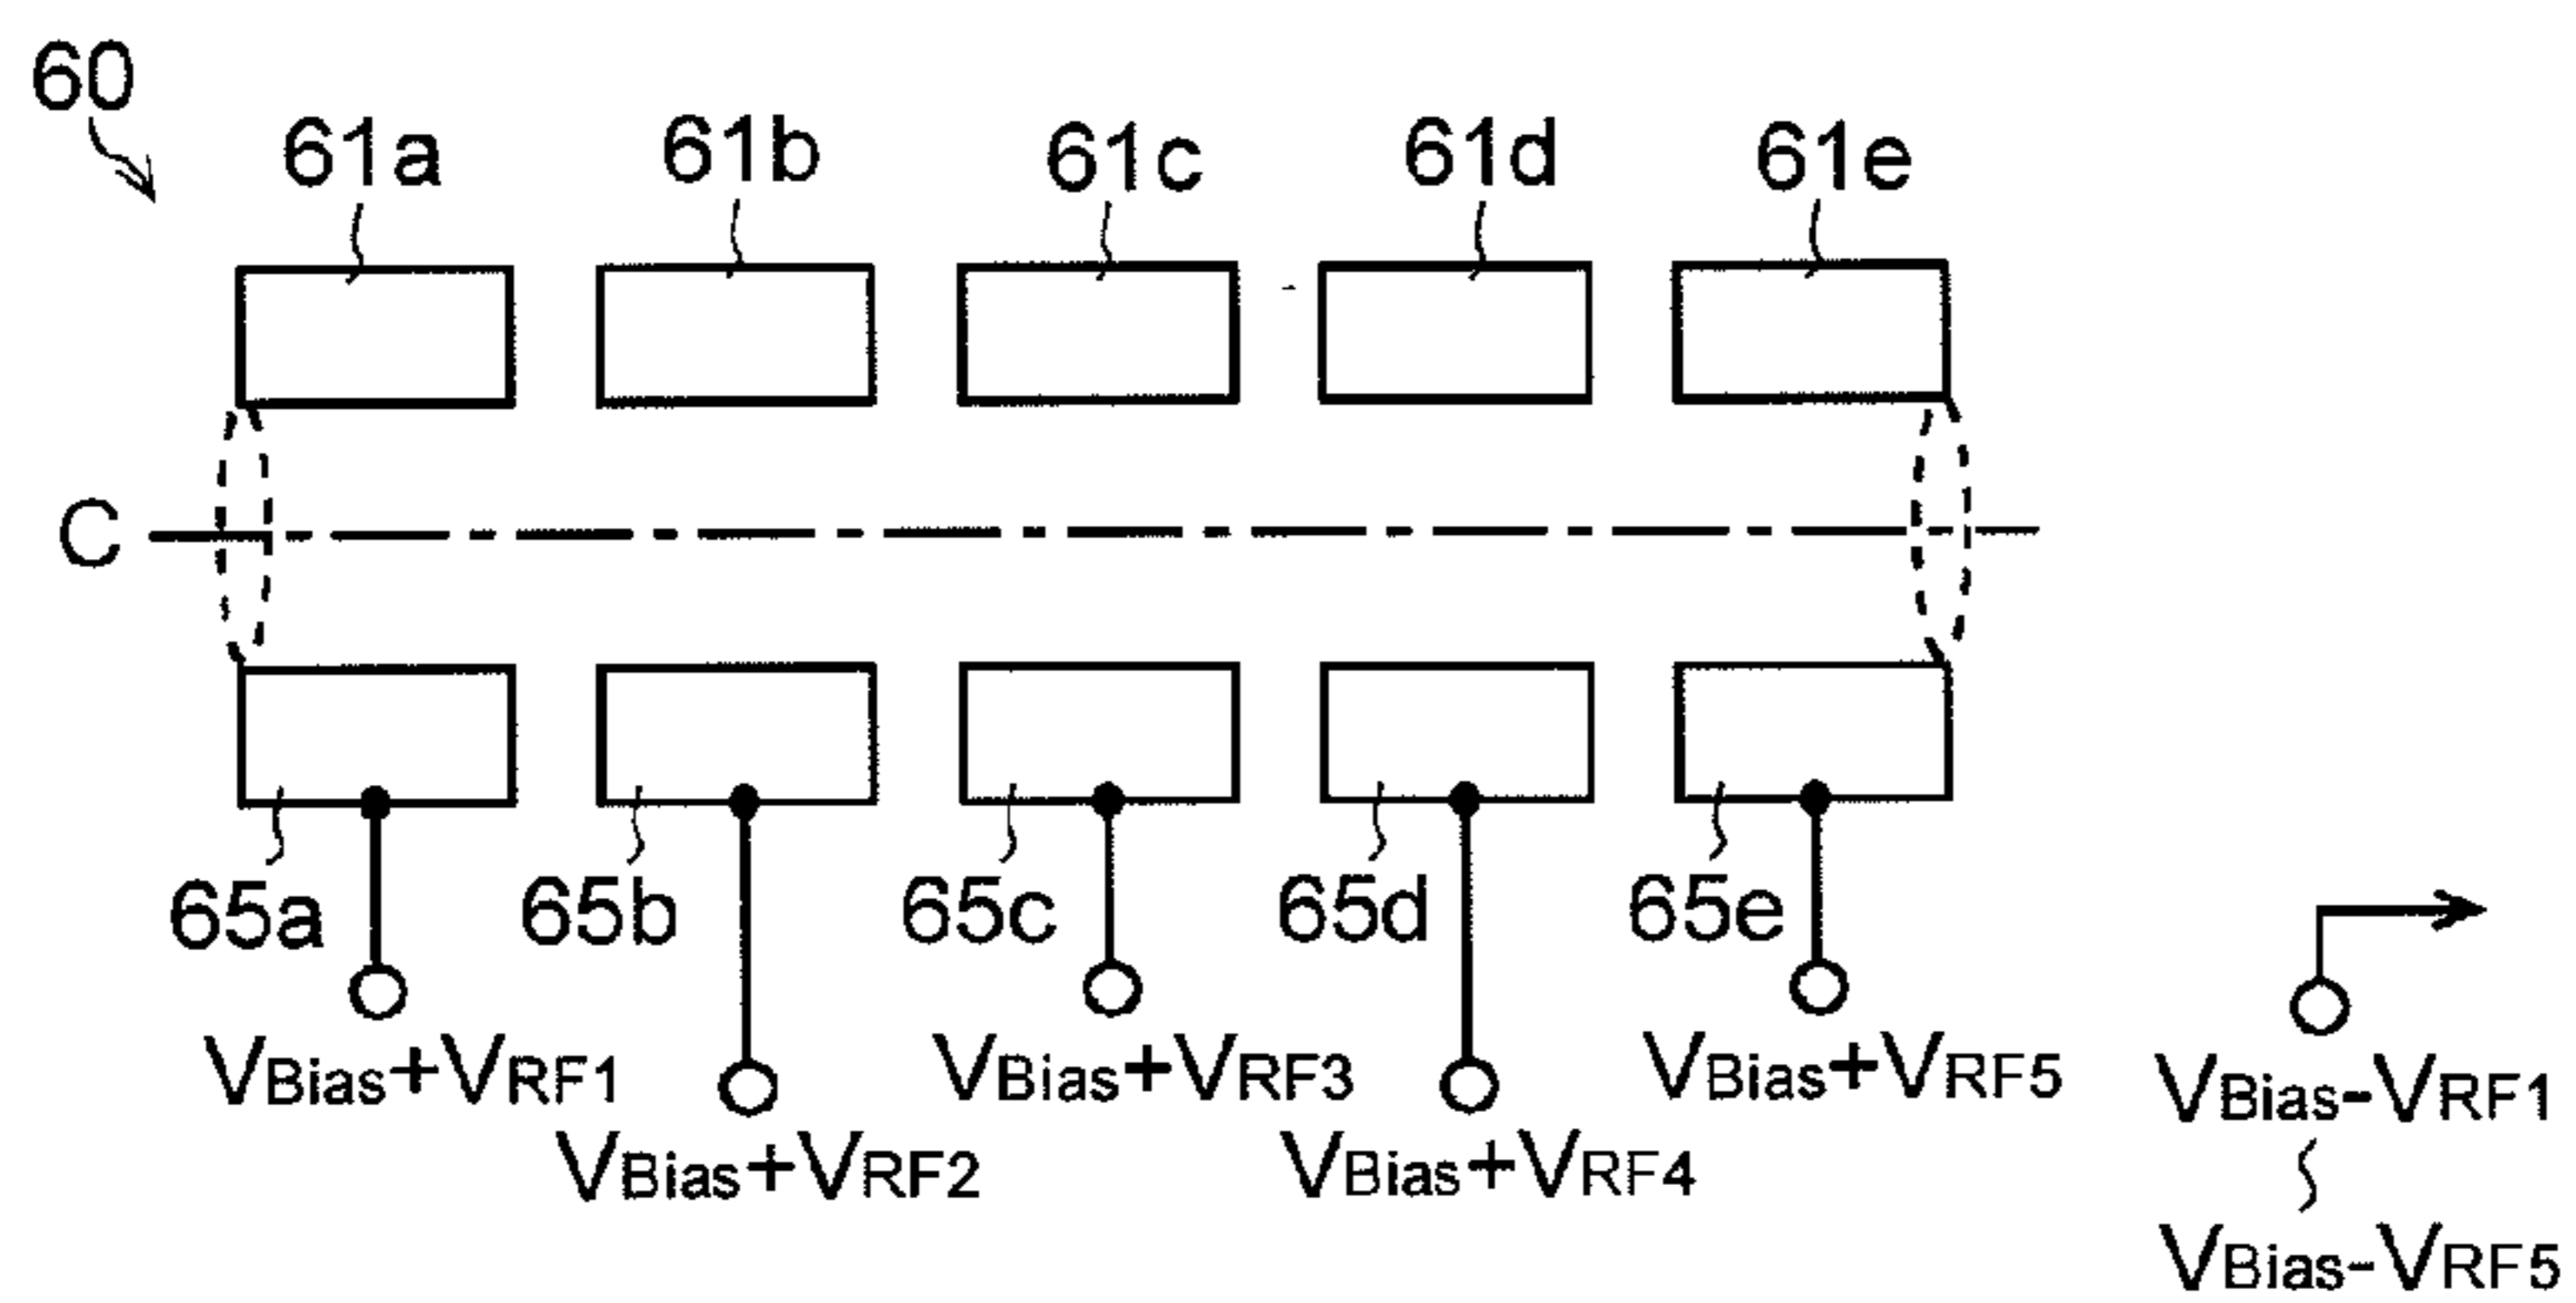 60
61a 61b 61c 61d 61e
C
65a 65b 65c 65d 65e
VBias+VRF1 VBias+VRF3 VBias+VRF5 VBias-VRF1
VBias+VRF2 VBias+VRF4
VBias-VRF5